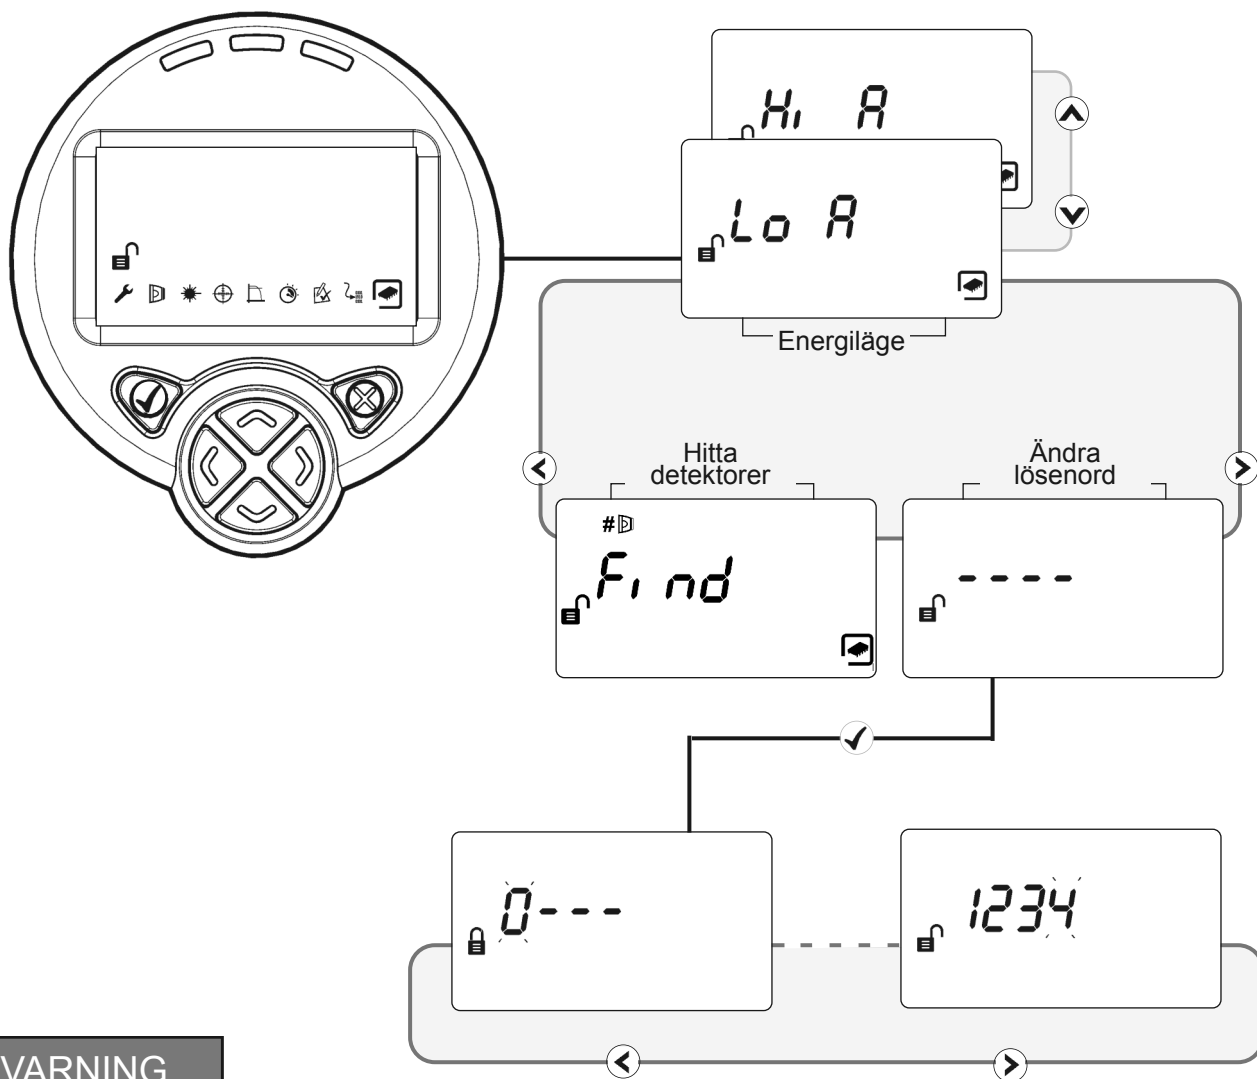 Hi A
Lo A
Energiläge
Hitta
detektorer
Ändra
lösenord
#
Find
- - - -
0 - - -
1234
VARNING